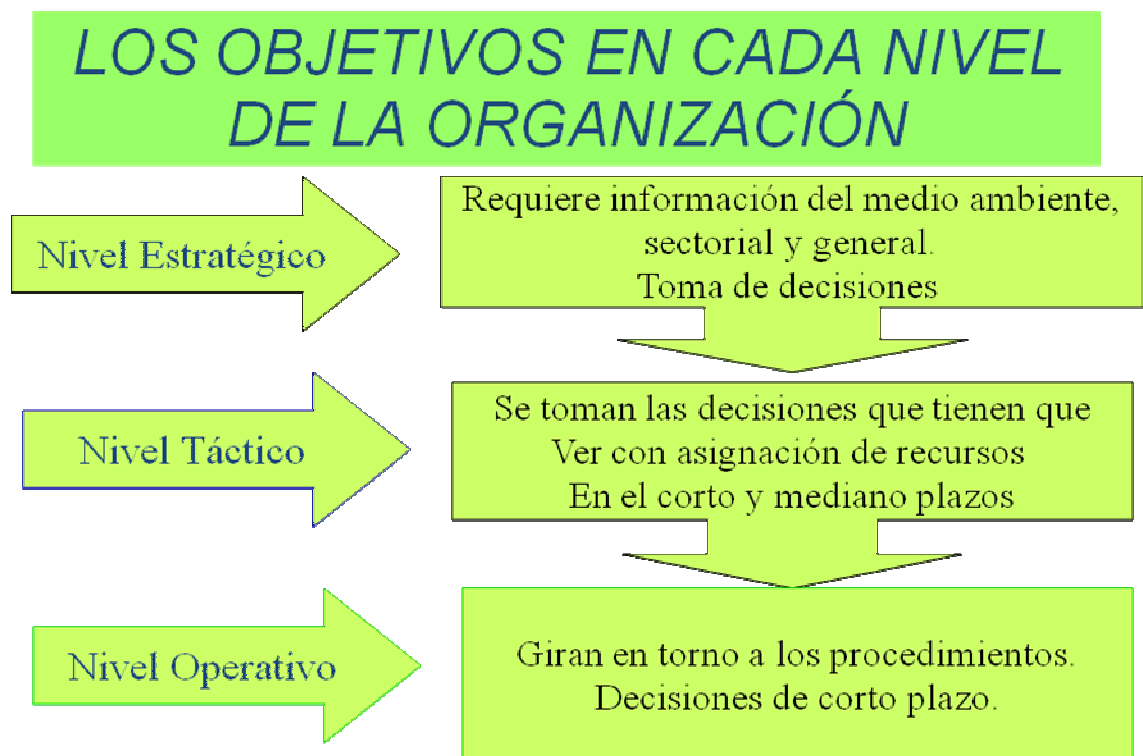 LOS OBJETIVOS EN CADA NIVEL
DE LA ORGANIZACIÓN
Nivel Estratégico
Requiere información del medio ambiente,
sectorial y general.
Toma de decisiones
Nivel Táctico
Se toman las decisiones que tienen que
Ver con asignación de recursos
En el corto y mediano plazos
Nivel Operativo
Giran en torno a los procedimientos.
Decisiones de corto plazo.